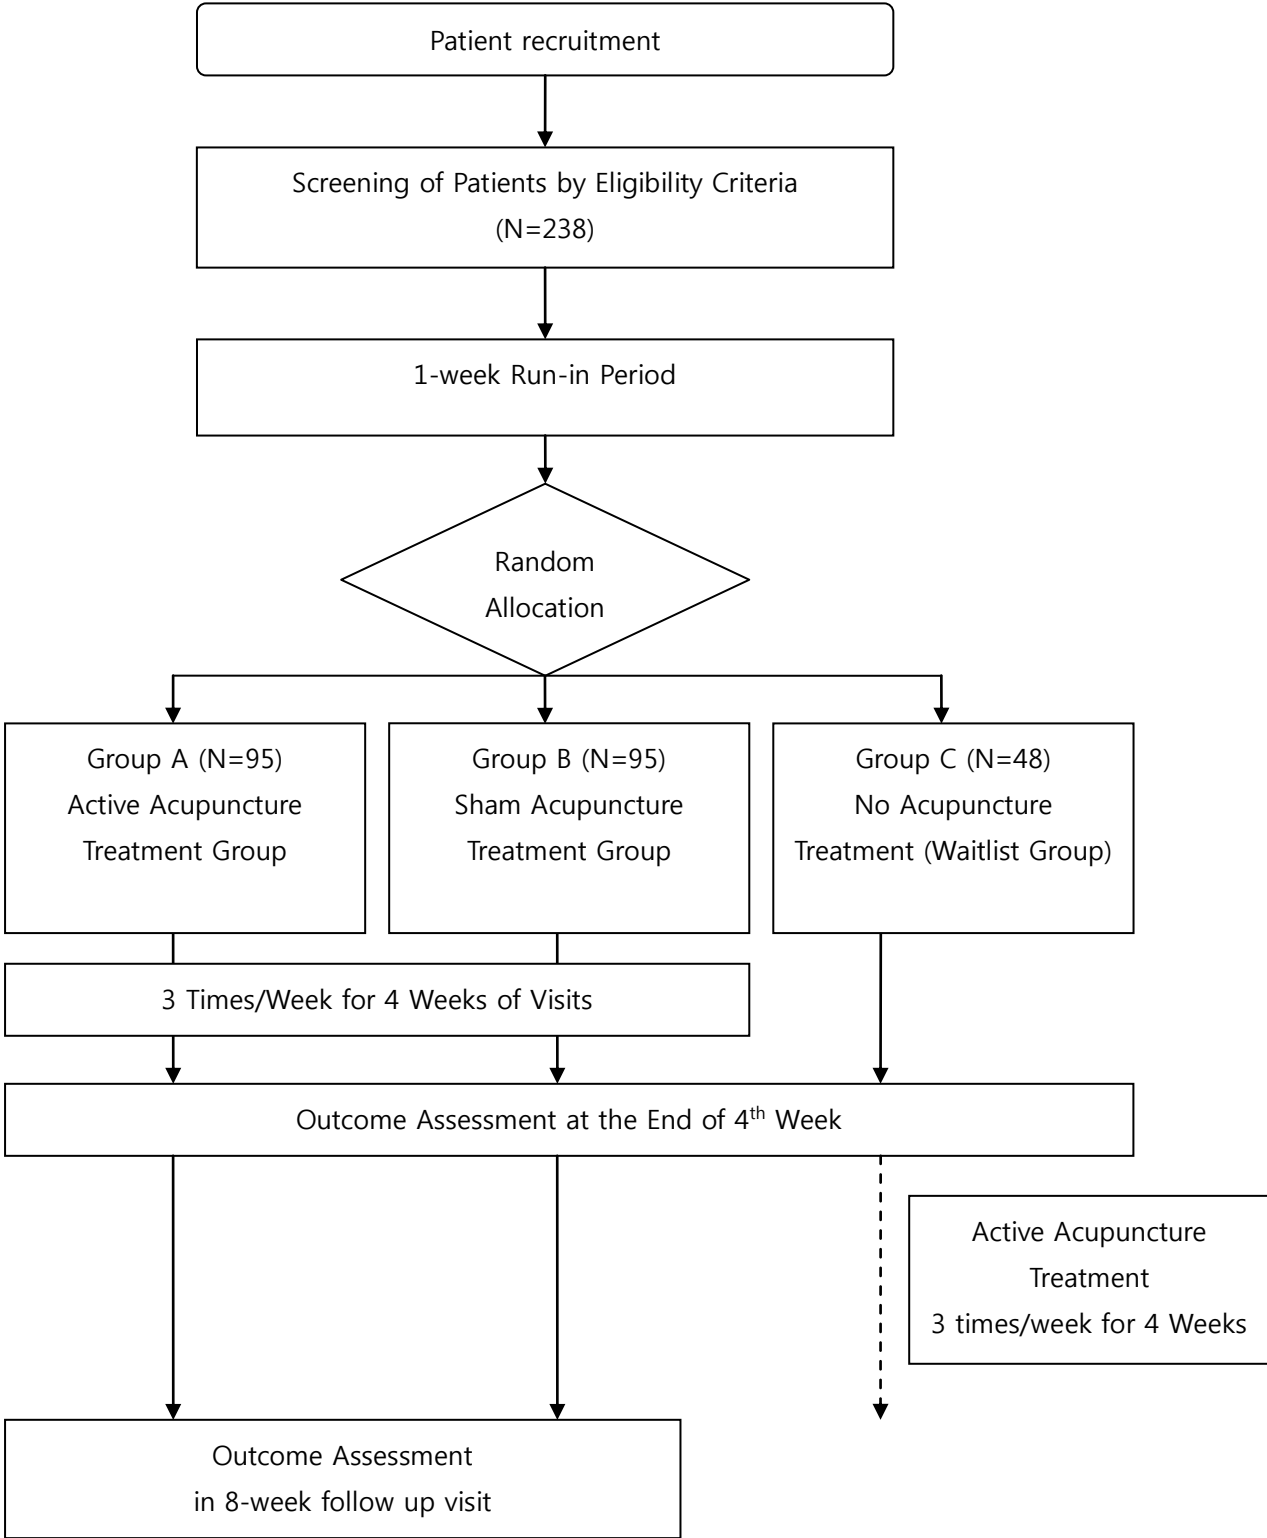 Patient recruitment
Screening of Patients by Eligibility Criteria
(N=238)
1-week Run-in Period
Random
Allocation
Group A (N=95)
Active Acupuncture
Treatment Group
Group B (N=95)
Sham Acupuncture
Treatment Group
Group C (N=48)
No Acupuncture
Treatment (Waitlist Group)
3 Times/Week for 4 Weeks of Visits
Outcome Assessment at the End of 4th Week
Active Acupuncture
Treatment
3 times/week for 4 Weeks
Outcome Assessment
in 8-week follow up visit